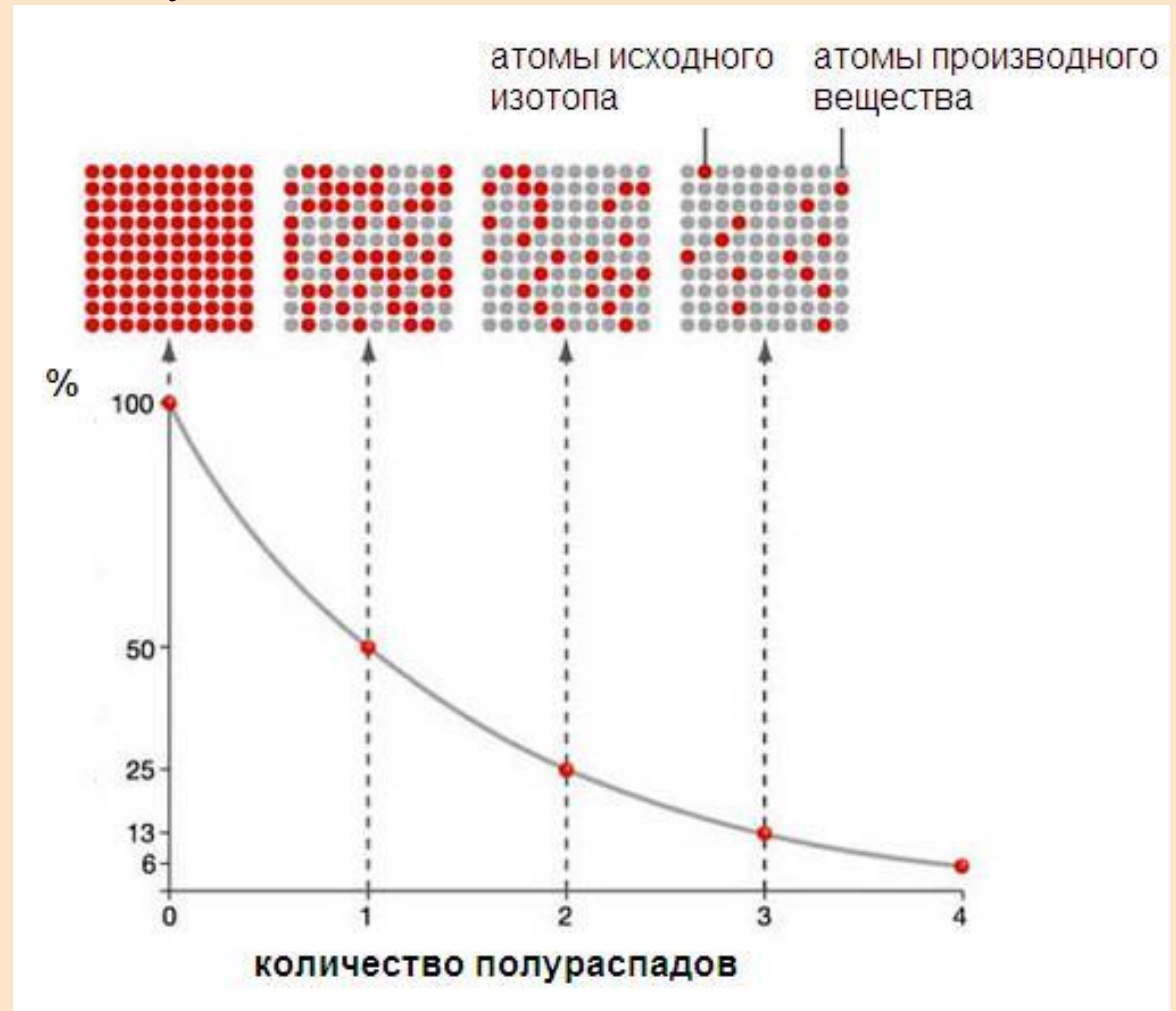 атомы исходного
изотопа
атомы производного
вещества
%
100
50
25
13
6
0 1 2 3 4
количество полураспадов